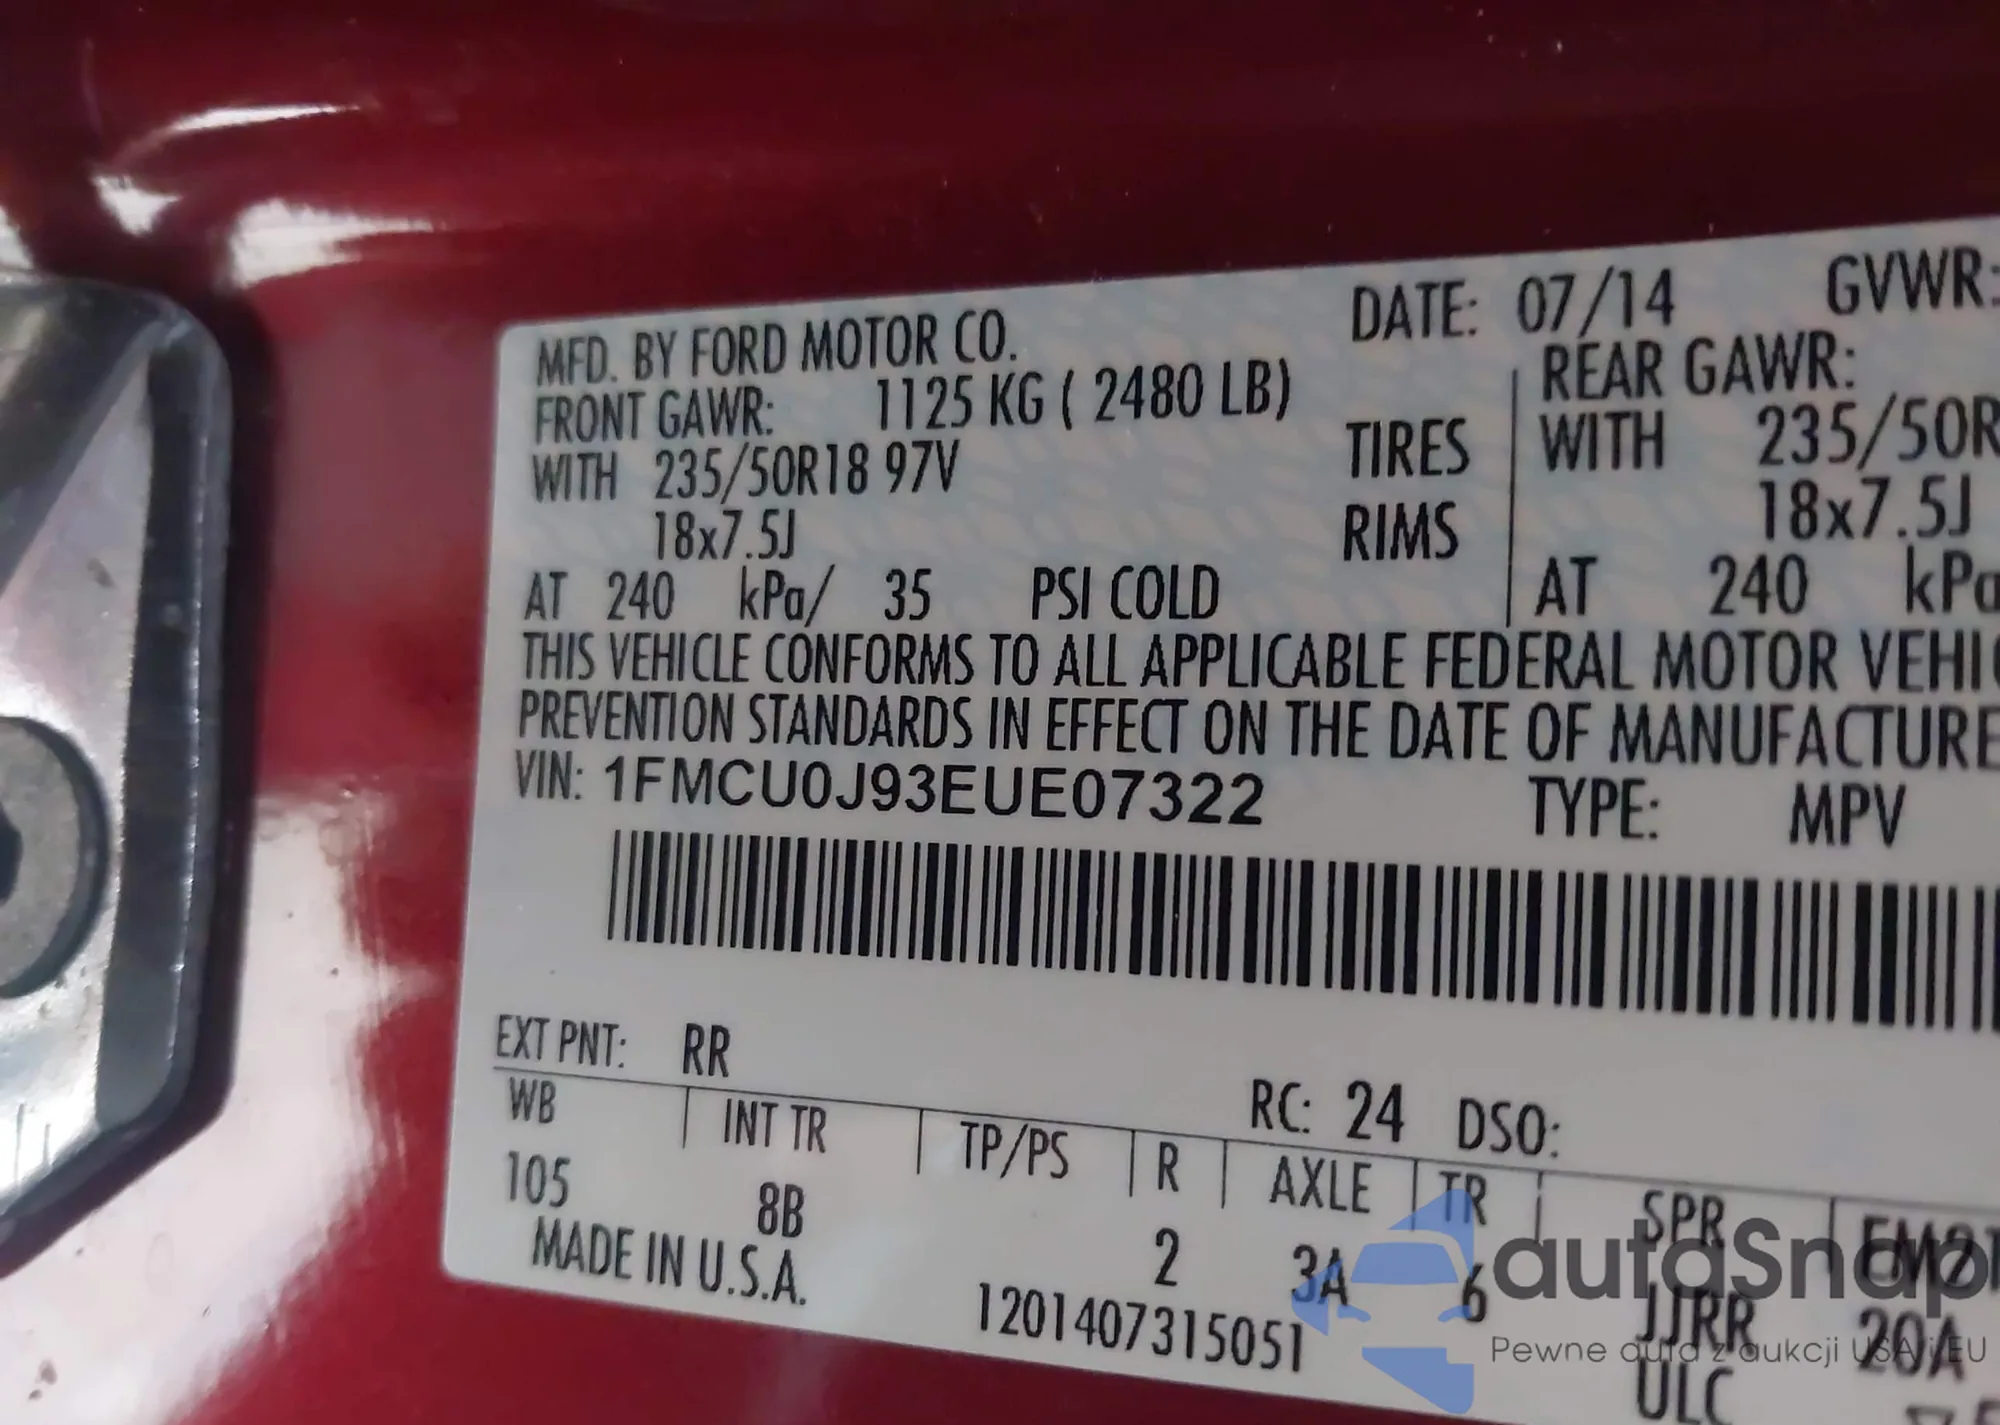 MFD. BY FORD MOTOR CO. DATE: 07/14 GVWR:
FRONT GAWR: 1125 KG ( 2480 LB) REAR GAWR:
WITH 235/50R18 97V TIRES WITH 235/50R
18x7.5J RIMS 18x7.5J
AT 240 kPa/ 35 PSI COLD AT 240 kPa
THIS VEHICLE CONFORMS TO ALL APPLICABLE FEDERAL MOTOR VEHIC
PREVENTION STANDARDS IN EFFECT ON THE DATE OF MANUFACTURE
VIN: 1FMCU0J93EUE07322 TYPE: MPV
EXT PNT: RR RC: 24 DSO:
WB INT TR TP/PS R AXLE TR SPR
105 8B 2 3A 6 JJRR 20A
MADE IN U.S.A. 1201407315051 ULC
autaSnap
Pewne auta z aukcji USA i EU